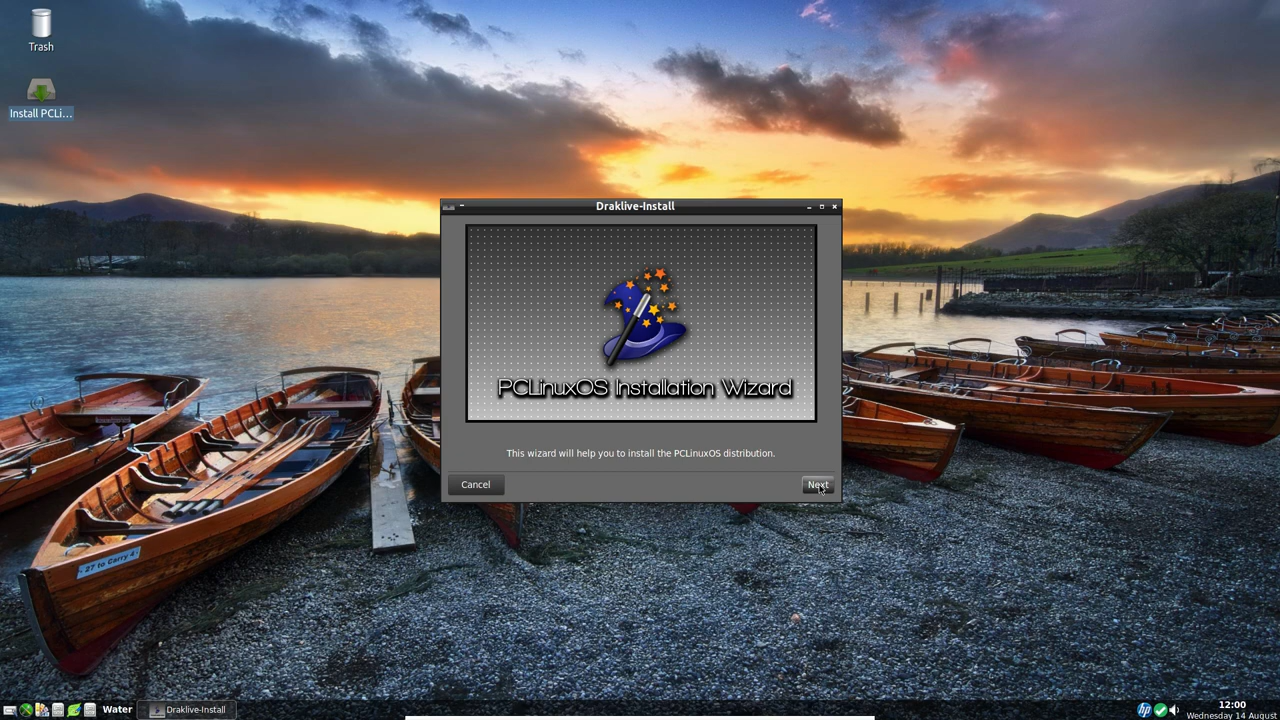 Trash
Install PCLi...
Draklive-Install
PCLinuxOS Installation Wizard
This wizard will help you to install the PCLinuxOS distribution.
Cancel
Next
- 27 to Carry 4 -
Water
Draklive-Install
hp
12:00
Wednesday 14 August